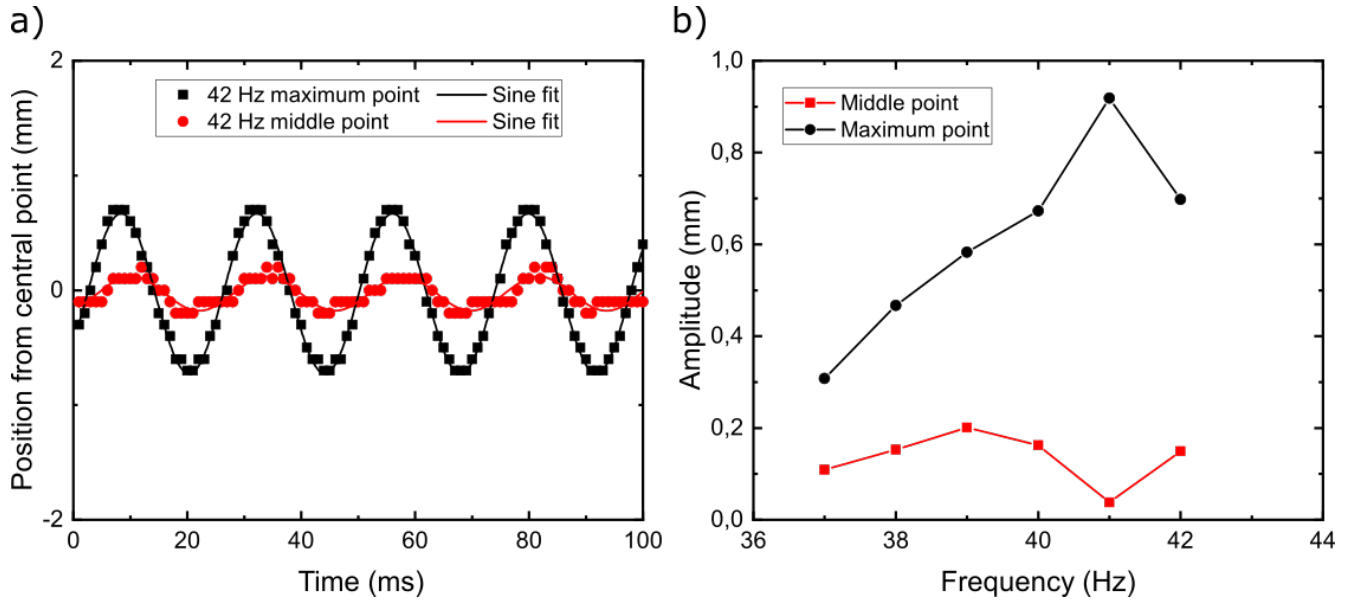 a)
2
42 Hz maximum point Sine fit
42 Hz middle point Sine fit
Position from central point (mm)
0
-2
0 20 40 60 80 100
Time (ms)
b)
1,0
Middle point
Maximum point
0,8
0,6
Amplitude (mm)
0,4
0,2
0,0
36 38 40 42 44
Frequency (Hz)